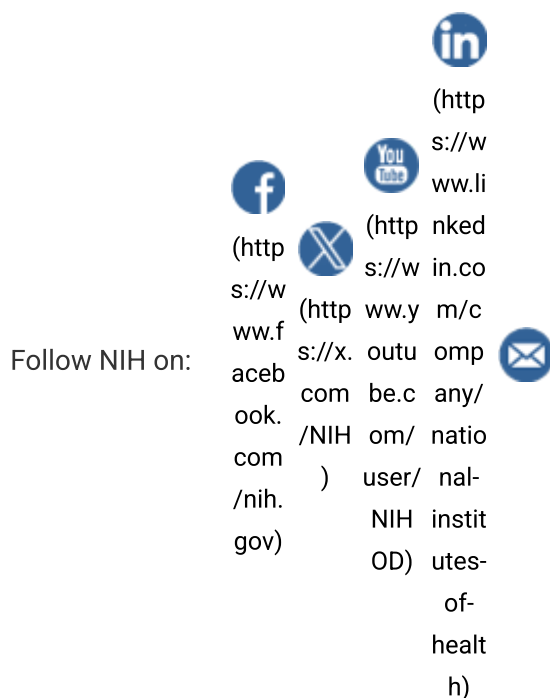 Follow NIH on:
(http
s://w
ww.f
aceb
ook.
com
/nih.
gov)
(http
s://x.
com
/NIH
)
You
Tube
(http
s://w
ww.y
outu
be.c
om/
user/
NIH
OD)
in
(http
s://w
ww.li
nked
in.co
m/c
omp
any/
natio
nal-
instit
utes-
of-
healt
h)